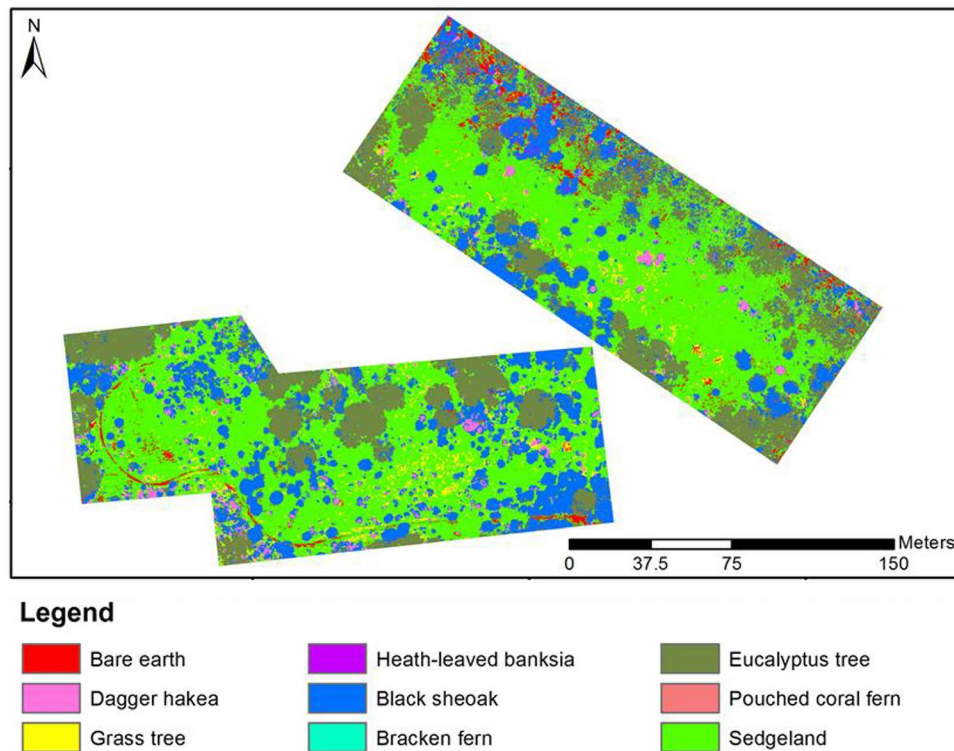 N
Meters
0 37.5 75 150
Legend
Bare earth Heath-leaved banksia Eucalyptus tree
Dagger hakea Black sheoak Pouched coral fern
Grass tree Bracken fern Sedgeland